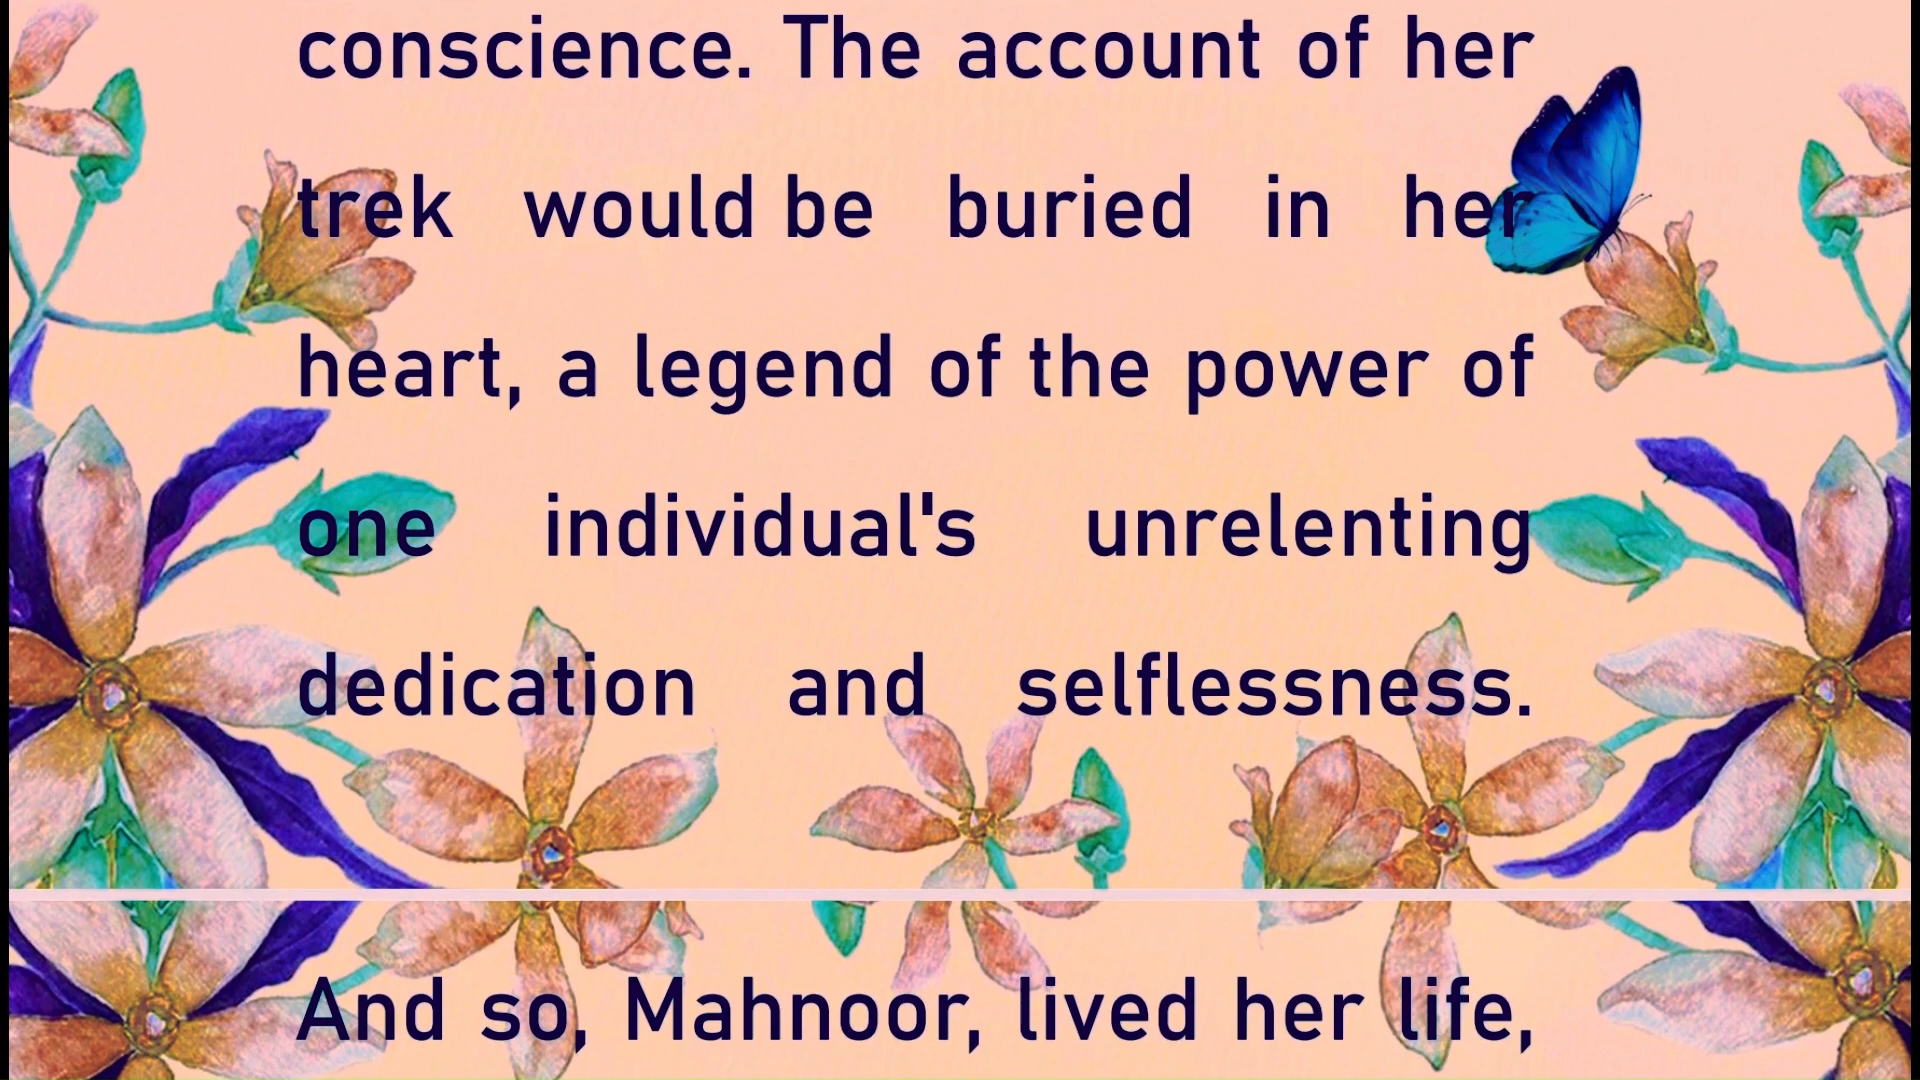 conscience. The account of her
trek would be buried in her
heart, a legend of the power of
one individual's unrelenting
dedication and selflessness.
And so, Mahnoor, lived her life,